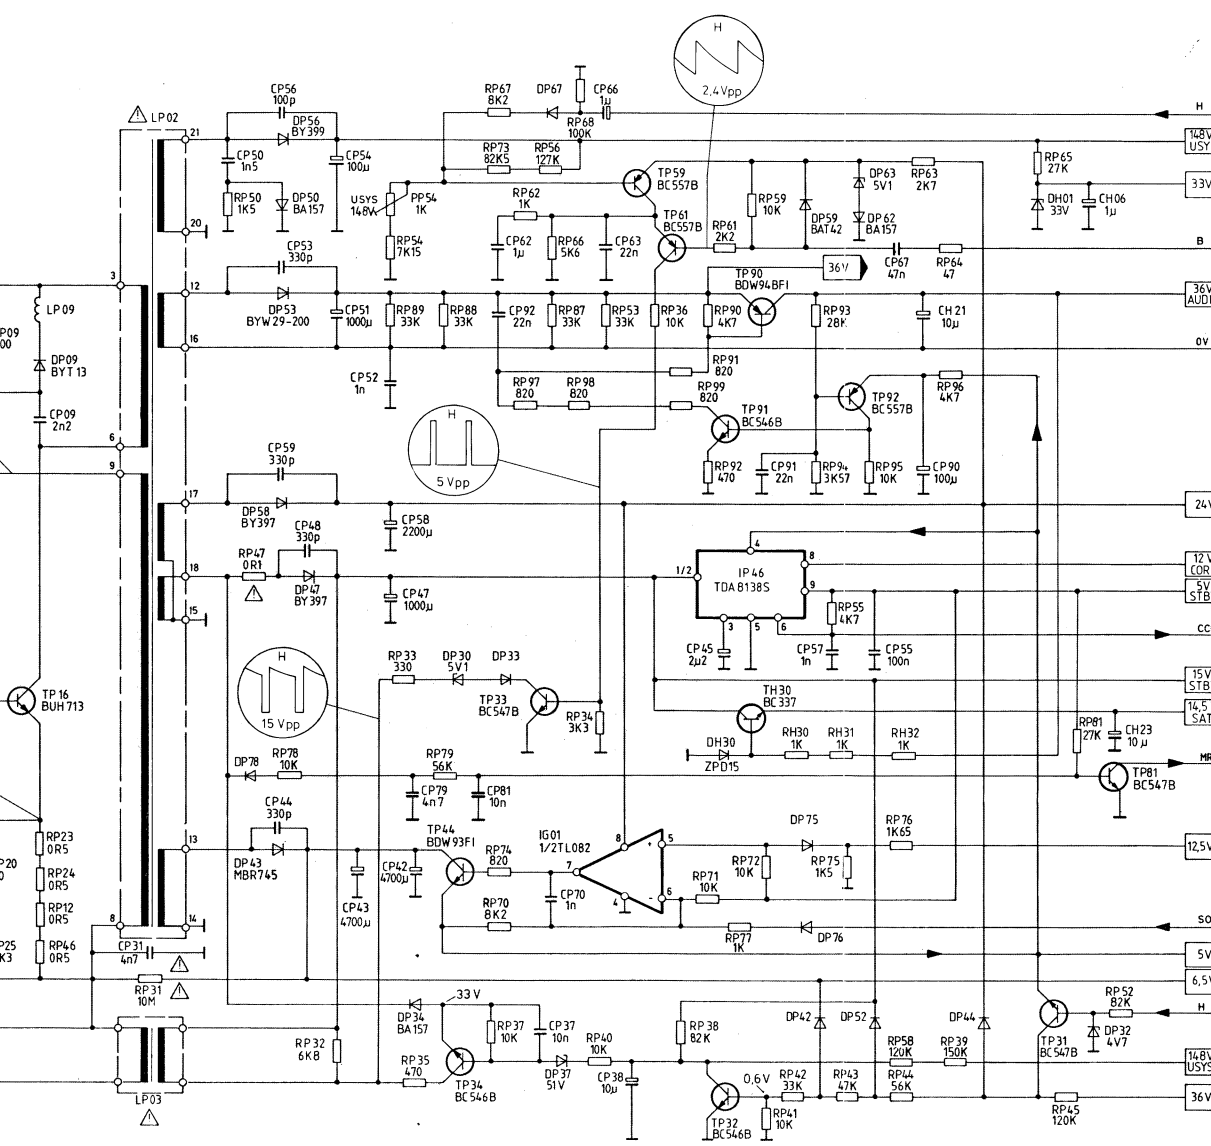 H
2,4Vpp
CP56
100p
RP67
8K2
DP67
CP66
1µ
RP68
100K
H
LP02
21
DP56
BY399
148V
USY
CP50
1n5
CP54
100µ
RP73
82K5
RP56
127K
RP65
27K
TP59
BC557B
DP63
5V1
RP63
2K7
33V
RP50
1K5
DP50
BA157
USYS
148V
PP54
1K
RP62
1K
RP59
10K
DH01
33V
CH06
1µ
20
TP61
BC557B
RP61
2K2
DP59
BAT42
DP62
BA157
CP53
330p
RP54
7K15
CP62
1µ
RP66
5K6
CP63
22n
B
CP67
47n
RP64
47
36V
3
12
TP90
BDW94BFI
36V
AUDI
LP09
DP53
BYW29-200
CP51
1000µ
RP89
33K
RP88
33K
CP92
22n
RP87
33K
RP53
33K
RP36
10K
RP90
4K7
RP93
28K
CH21
10µ
P09
00
16
0V
DP09
BYT13
CP52
1n
RP91
820
RP97
820
RP98
820
RP99
820
RP96
4K7
CP09
2n2
H
5Vpp
TP91
BC546B
TP92
BC557B
6
CP59
330p
9
RP92
470
CP91
22n
RP94
3K57
RP95
10K
CP90
100µ
17
DP58
BY397
24V
CP48
330p
CP58
2200µ
4
RP47
0R1
18
DP47
BY397
1/2
IP46
TDA8138S
8
12V
COR
9
5V
STB
CP47
1000µ
15
RP55
4K7
3
5
6
CC
H
15Vpp
RP33
330
DP30
5V1
DP33
CP45
2µ2
CP57
1n
CP55
100n
15V
STB
TP16
BUH713
TP33
BC547B
RP34
3K3
TH30
BC337
14,5
SAT
DH30
ZPD15
RH30
1K
RH31
1K
RH32
1K
RP81
27K
CH23
10µ
DP78
RP78
10K
RP79
56K
MR
CP79
4n7
CP81
10n
TP81
BC547B
CP44
330p
TP44
BDW93FI
IG01
1/2TL082
DP75
RP76
1K65
13
8
5
12,5V
RP23
0R5
DP43
MBR745
RP74
820
7
RP72
10K
RP75
1K5
P20
0
RP24
0R5
CP42
4700µ
CP43
4700µ
RP71
10K
6
4
CP70
1n
RP12
0R5
RP70
8K2
8
14
RP77
1K
DP76
SO
P25
K3
RP46
0R5
CP31
4n7
5V
RP31
10M
6,5V
33V
DP34
BA157
RP37
10K
CP37
10n
RP38
82K
DP42
DP52
DP44
RP52
82K
H
RP32
6K8
RP40
10K
RP58
120K
RP39
150K
TP31
BC547B
DP32
4V7
148V
USYS
RP35
470
TP34
BC546B
DP37
51V
CP38
10µ
0,6V
RP42
33K
RP43
47K
RP44
56K
36V
LP03
TP32
BC546B
RP41
10K
RP45
120K